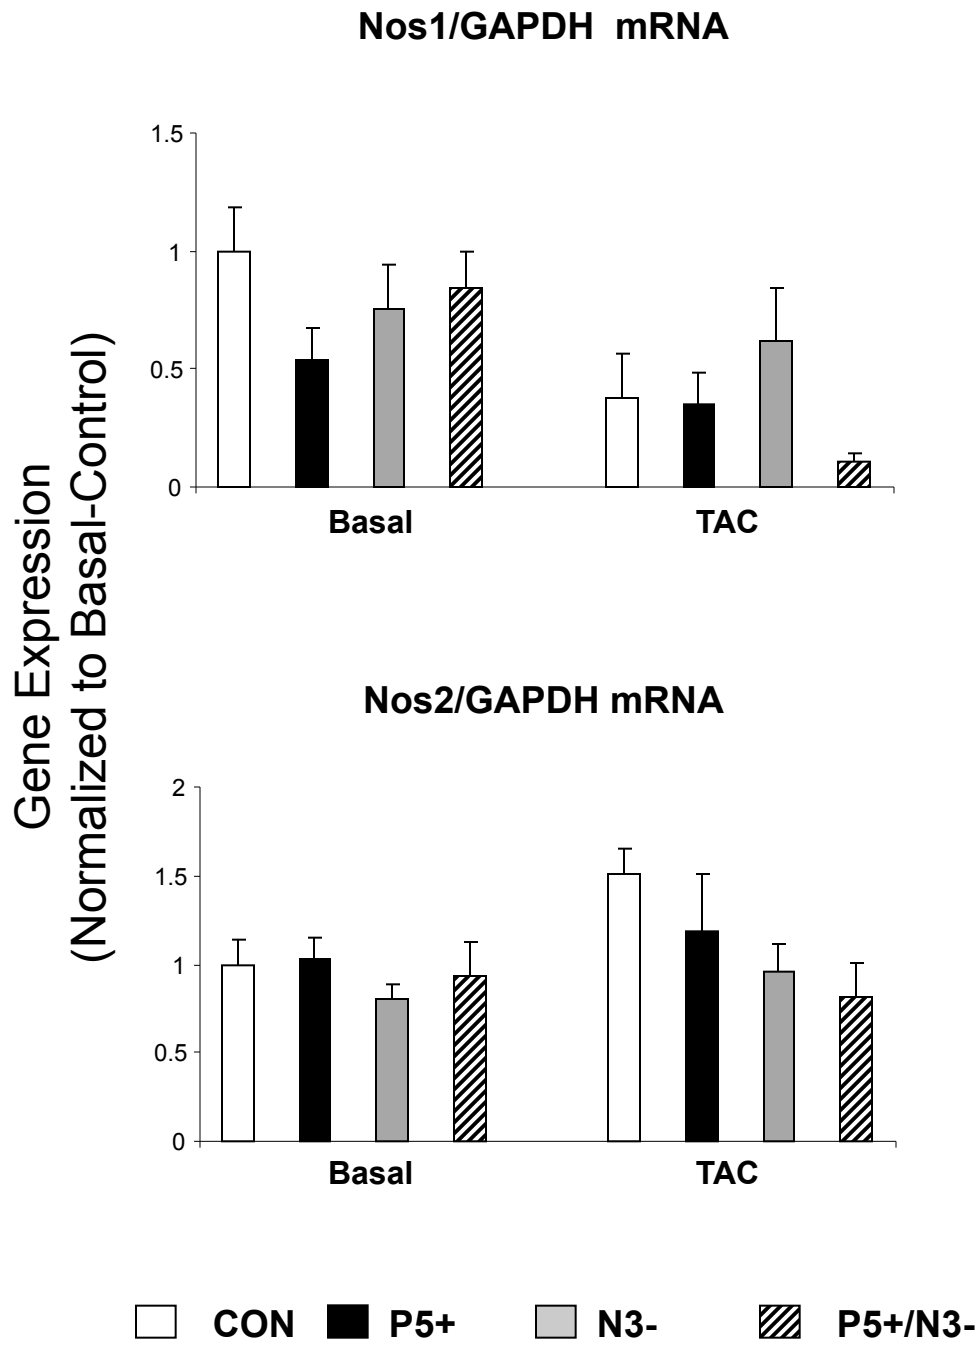 Nos1/GAPDH  mRNA
1.5
1
0.5
0
Basal TAC
Gene Expression
(Normalized to Basal-Control)
Nos2/GAPDH mRNA
2
1.5
1
0.5
0
Basal TAC
CON P5+ N3- P5+/N3-